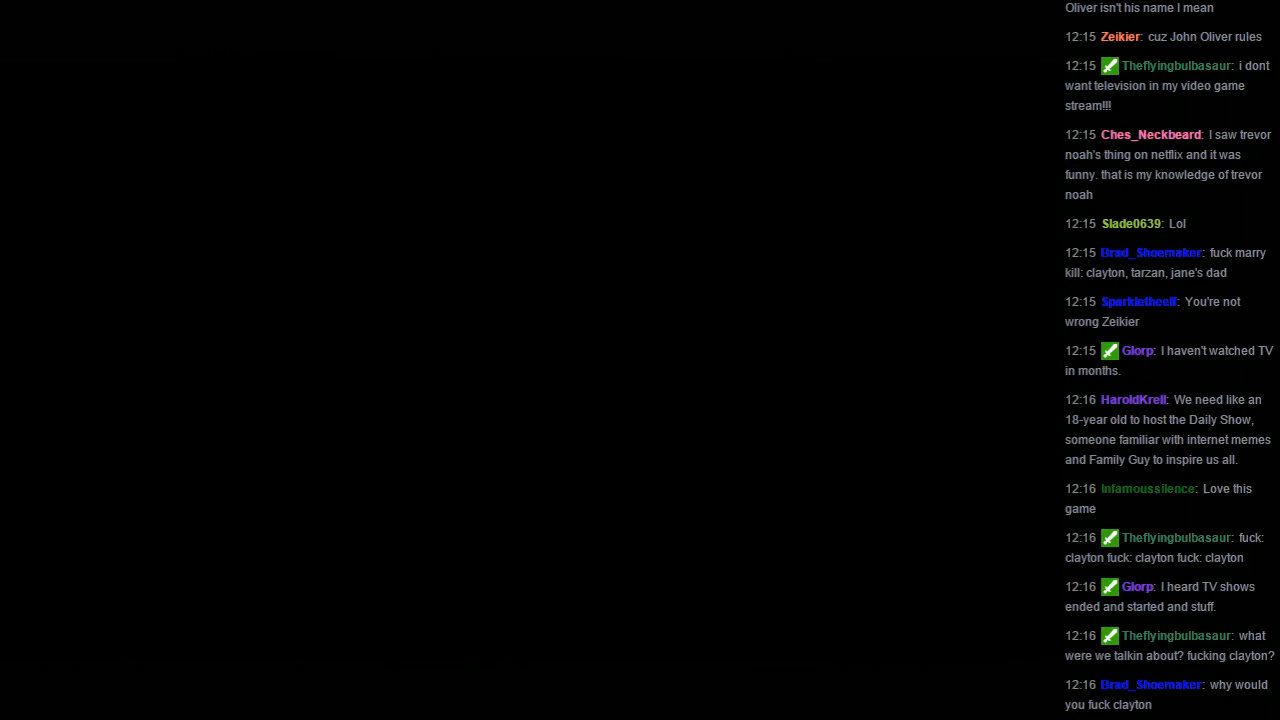 Oliver isn't his name I mean
12:15 Zeikier: cuz John Oliver rules
12:15 Theflyingbulbasaur: i dont
want television in my video game
stream!!!
12:15 Ches_Neckbeard: I saw trevor
noah's thing on netflix and it was
funny. that is my knowledge of trevor
noah
12:15 Slade0639: Lol
12:15 Brad_Shoemaker: fuck marry
kill: clayton, tarzan, jane's dad
12:15 Sparkletheelf: You're not
wrong Zeikier
12:15 Glorp: I haven't watched TV
in months.
12:16 HaroldKrell: We need like an
18-year old to host the Daily Show,
someone familiar with internet memes
and Family Guy to inspire us all.
12:16 Infamoussilence: Love this
game
12:16 Theflyingbulbasaur: fuck:
clayton fuck: clayton fuck: clayton
12:16 Glorp: I heard TV shows
ended and started and stuff.
12:16 Theflyingbulbasaur: what
were we talkin about? fucking clayton?
12:16 Brad_Shoemaker: why would
you fuck clayton